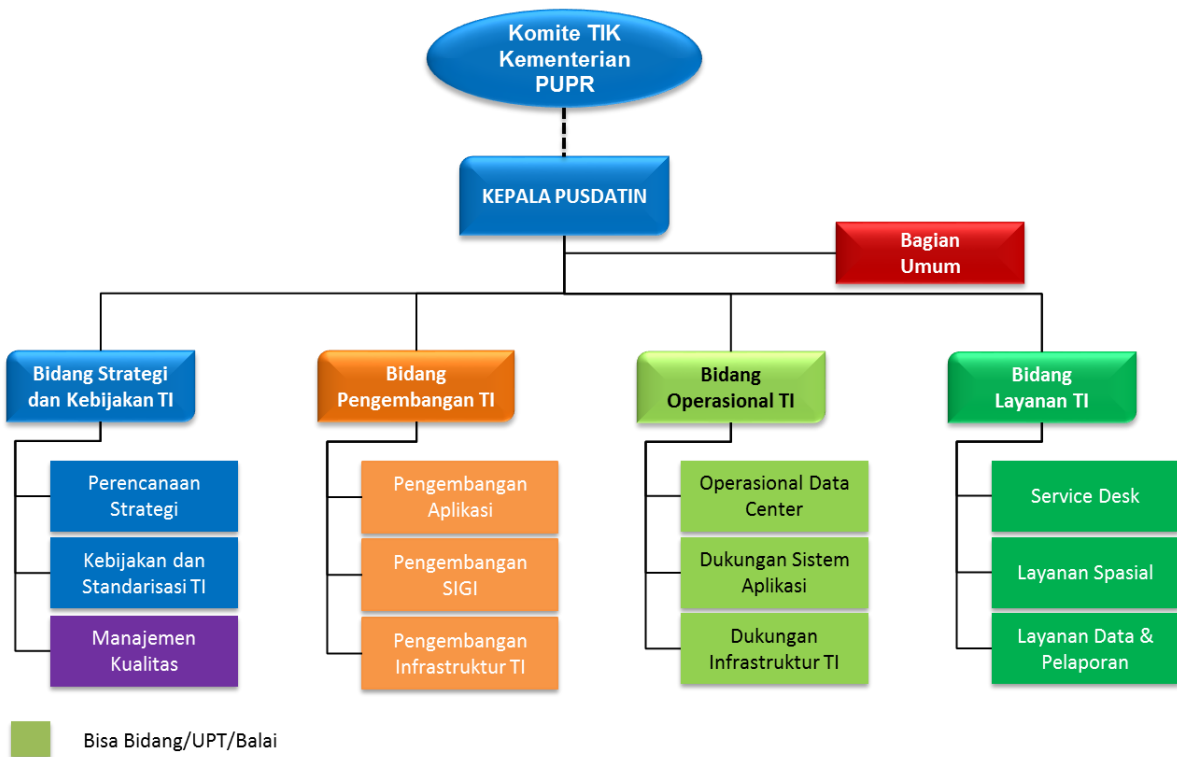 Komite TIK
Kementerian
PUPR
KEPALA PUSDATIN
Bagian
Umum
Bidang Strategi
dan Kebijakan TI
Perencanaan
Strategi
Kebijakan dan
Standarisasi TI
Manajemen
Kualitas
Bidang
Pengembangan TI
Pengembangan
Aplikasi
Pengembangan
SIGI
Pengembangan
Infrastruktur TI
Bidang
Operasional TI
Operasional Data
Center
Dukungan Sistem
Aplikasi
Dukungan
Infrastruktur TI
Bidang
Layanan TI
Service Desk
Layanan Spasial
Layanan Data &
Pelaporan
Bisa Bidang/UPT/Balai